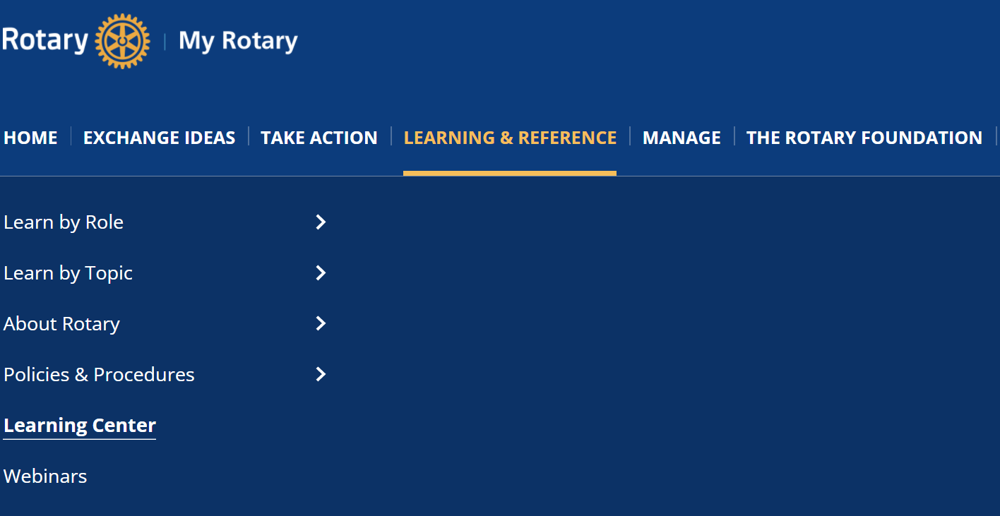 Rotary | My Rotary
HOME | EXCHANGE IDEAS | TAKE ACTION | LEARNING & REFERENCE | MANAGE | THE ROTARY FOUNDATION |
Learn by Role
Learn by Topic
About Rotary
Policies & Procedures
Learning Center
Webinars